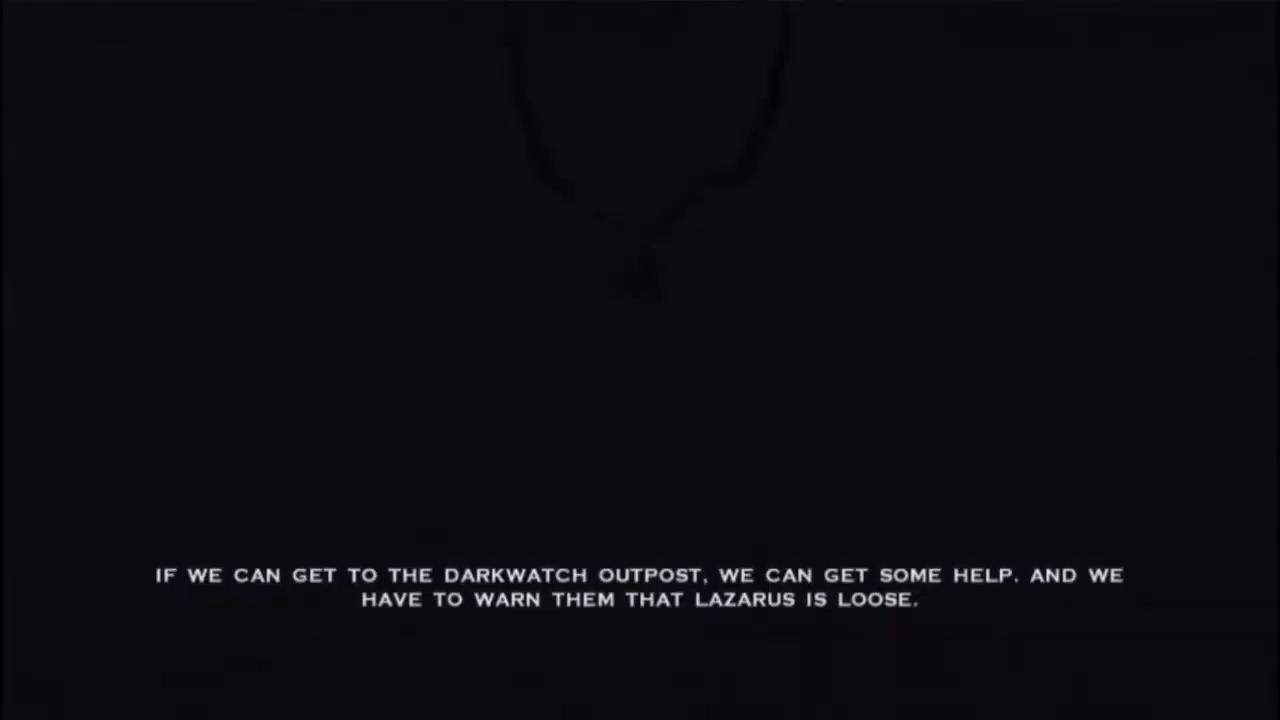 IF WE CAN GET TO THE DARKWATCH OUTPOST, WE CAN GET SOME HELP. AND WE
HAVE TO WARN THEM THAT LAZARUS IS LOOSE.